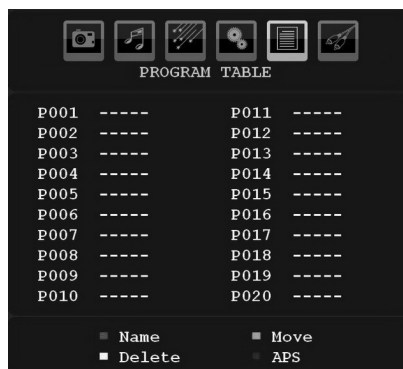 PROGRAM TABLE
P001 ----- P011 -----
P002 ----- P012 -----
P003 ----- P013 -----
P004 ----- P014 -----
P005 ----- P015 -----
P006 ----- P016 -----
P007 ----- P017 -----
P008 ----- P018 -----
P009 ----- P019 -----
P010 ----- P020 -----
Name Move
Delete APS